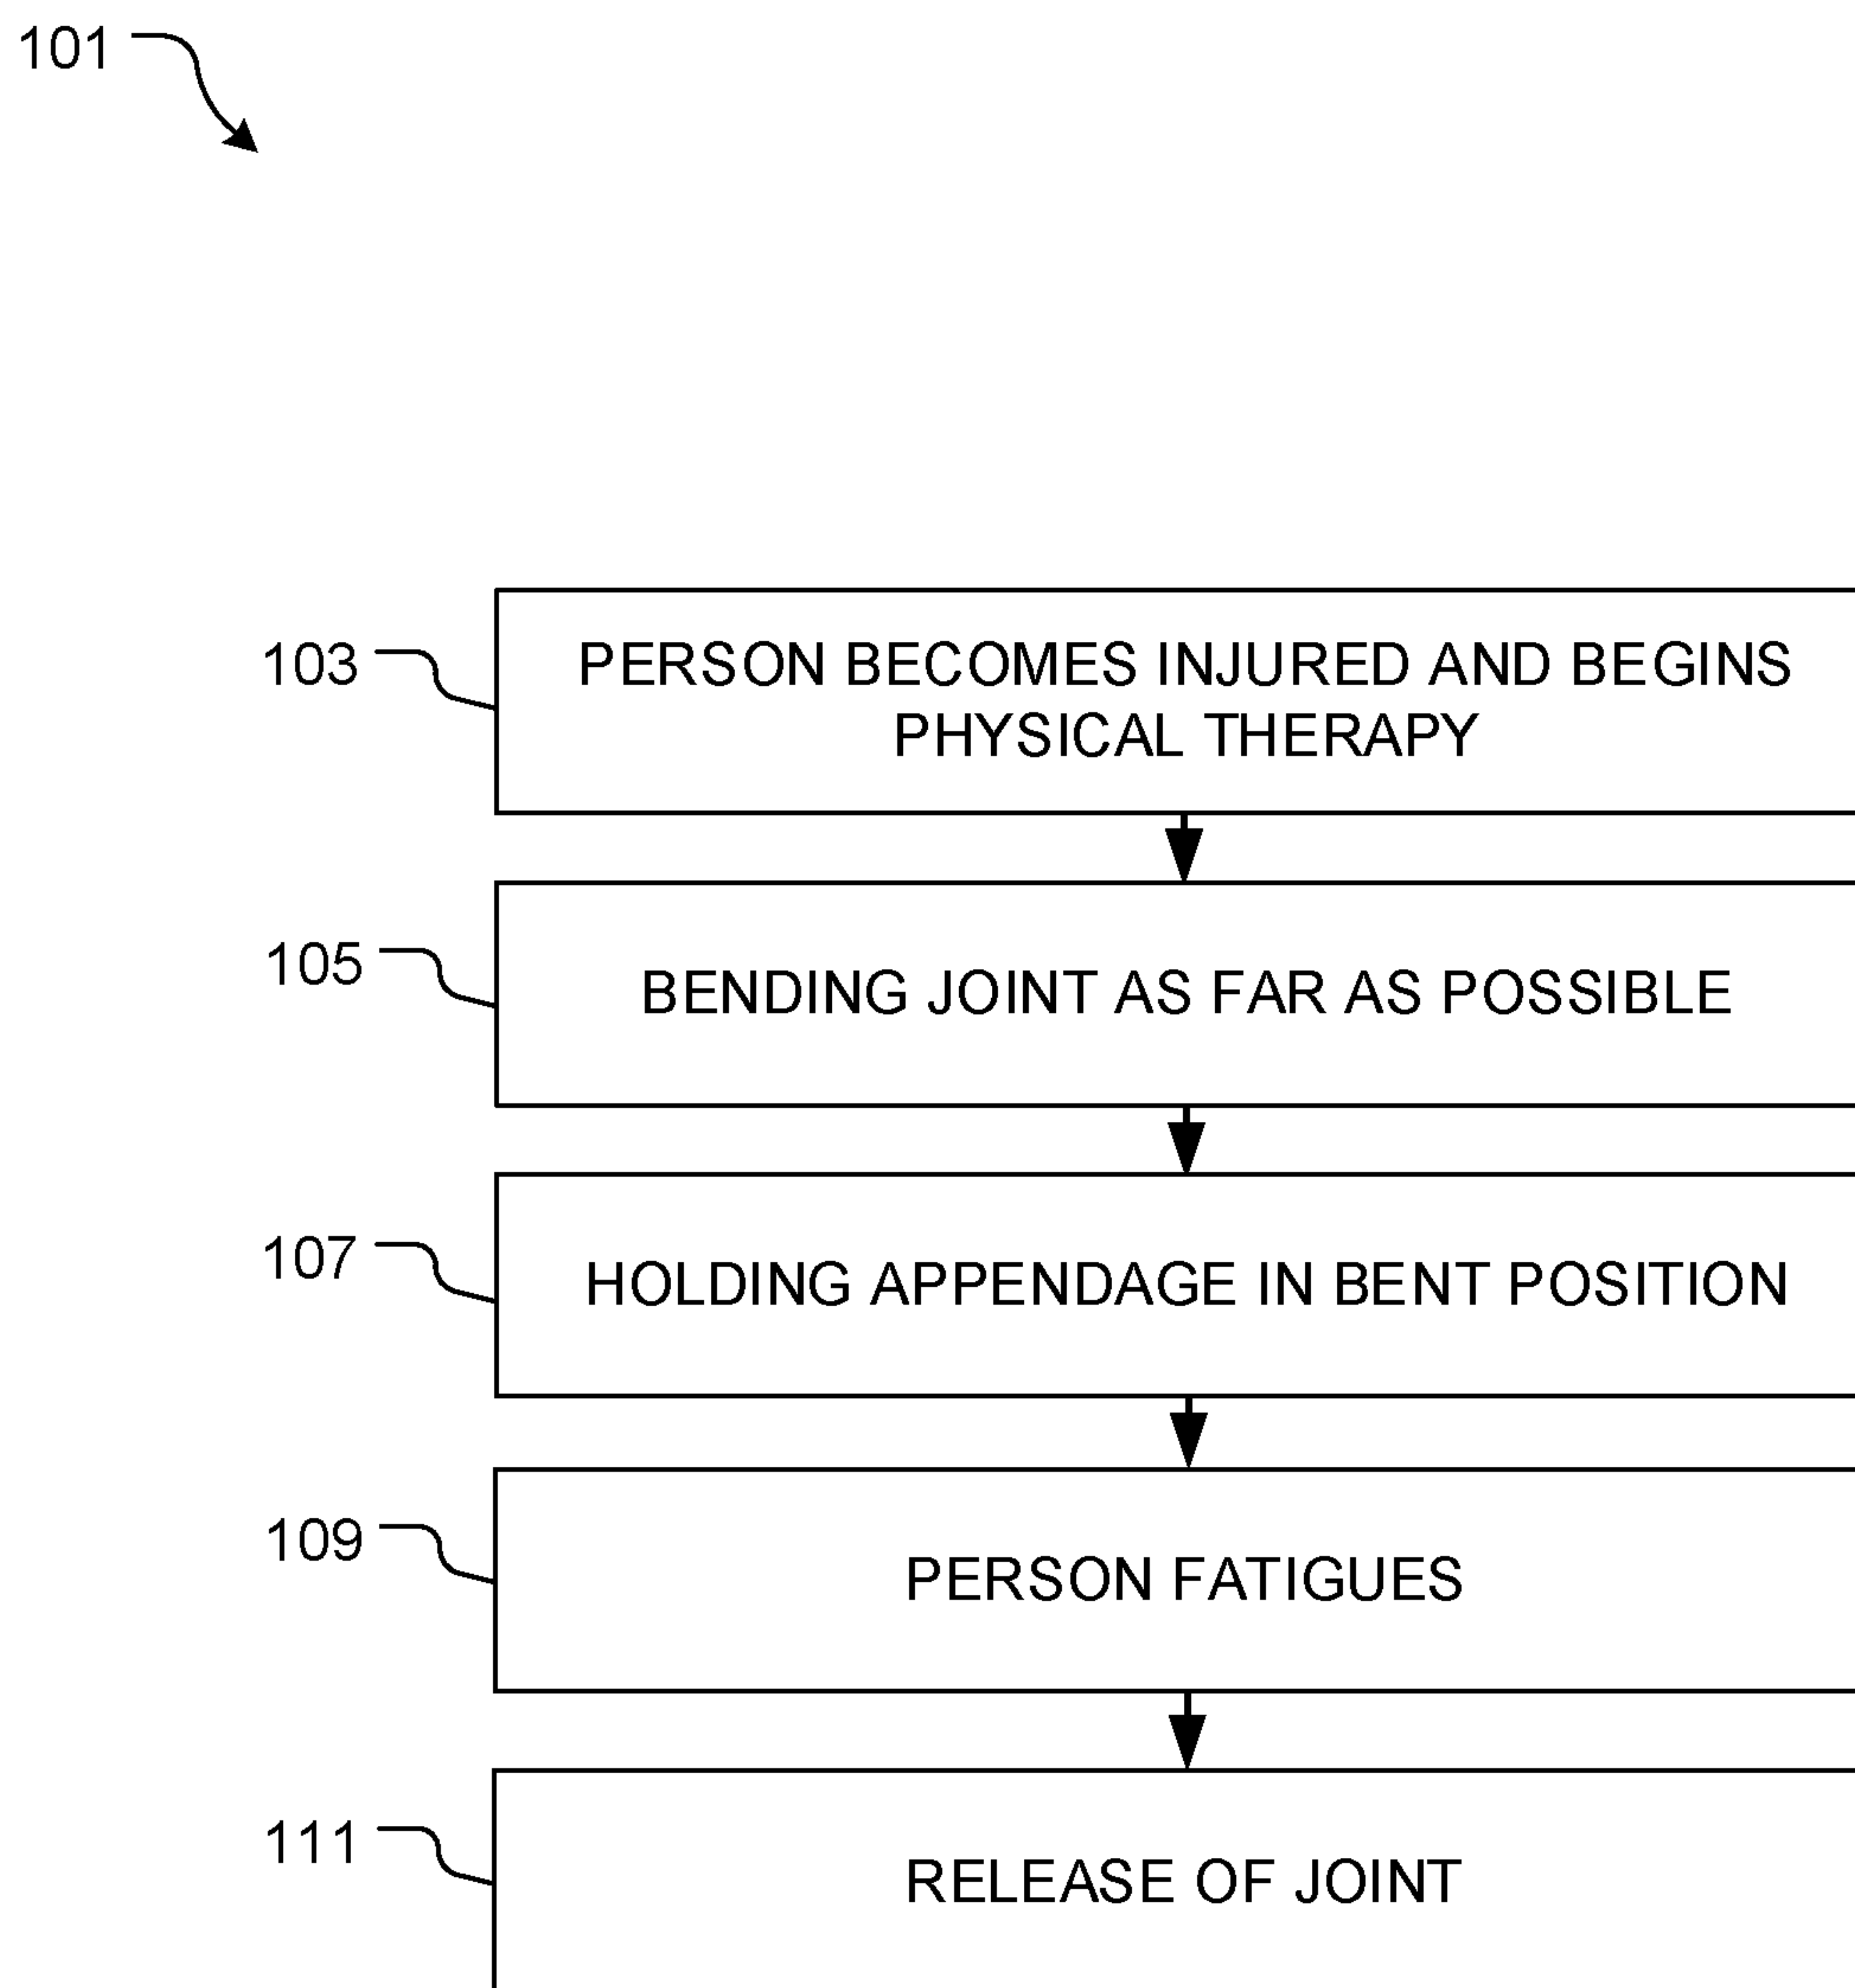 101
103
PERSON BECOMES INJURED AND BEGINS
PHYSICAL THERAPY
105
BENDING JOINT AS FAR AS POSSIBLE
107
HOLDING APPENDAGE IN BENT POSITION
109
PERSON FATIGUES
111
RELEASE OF JOINT